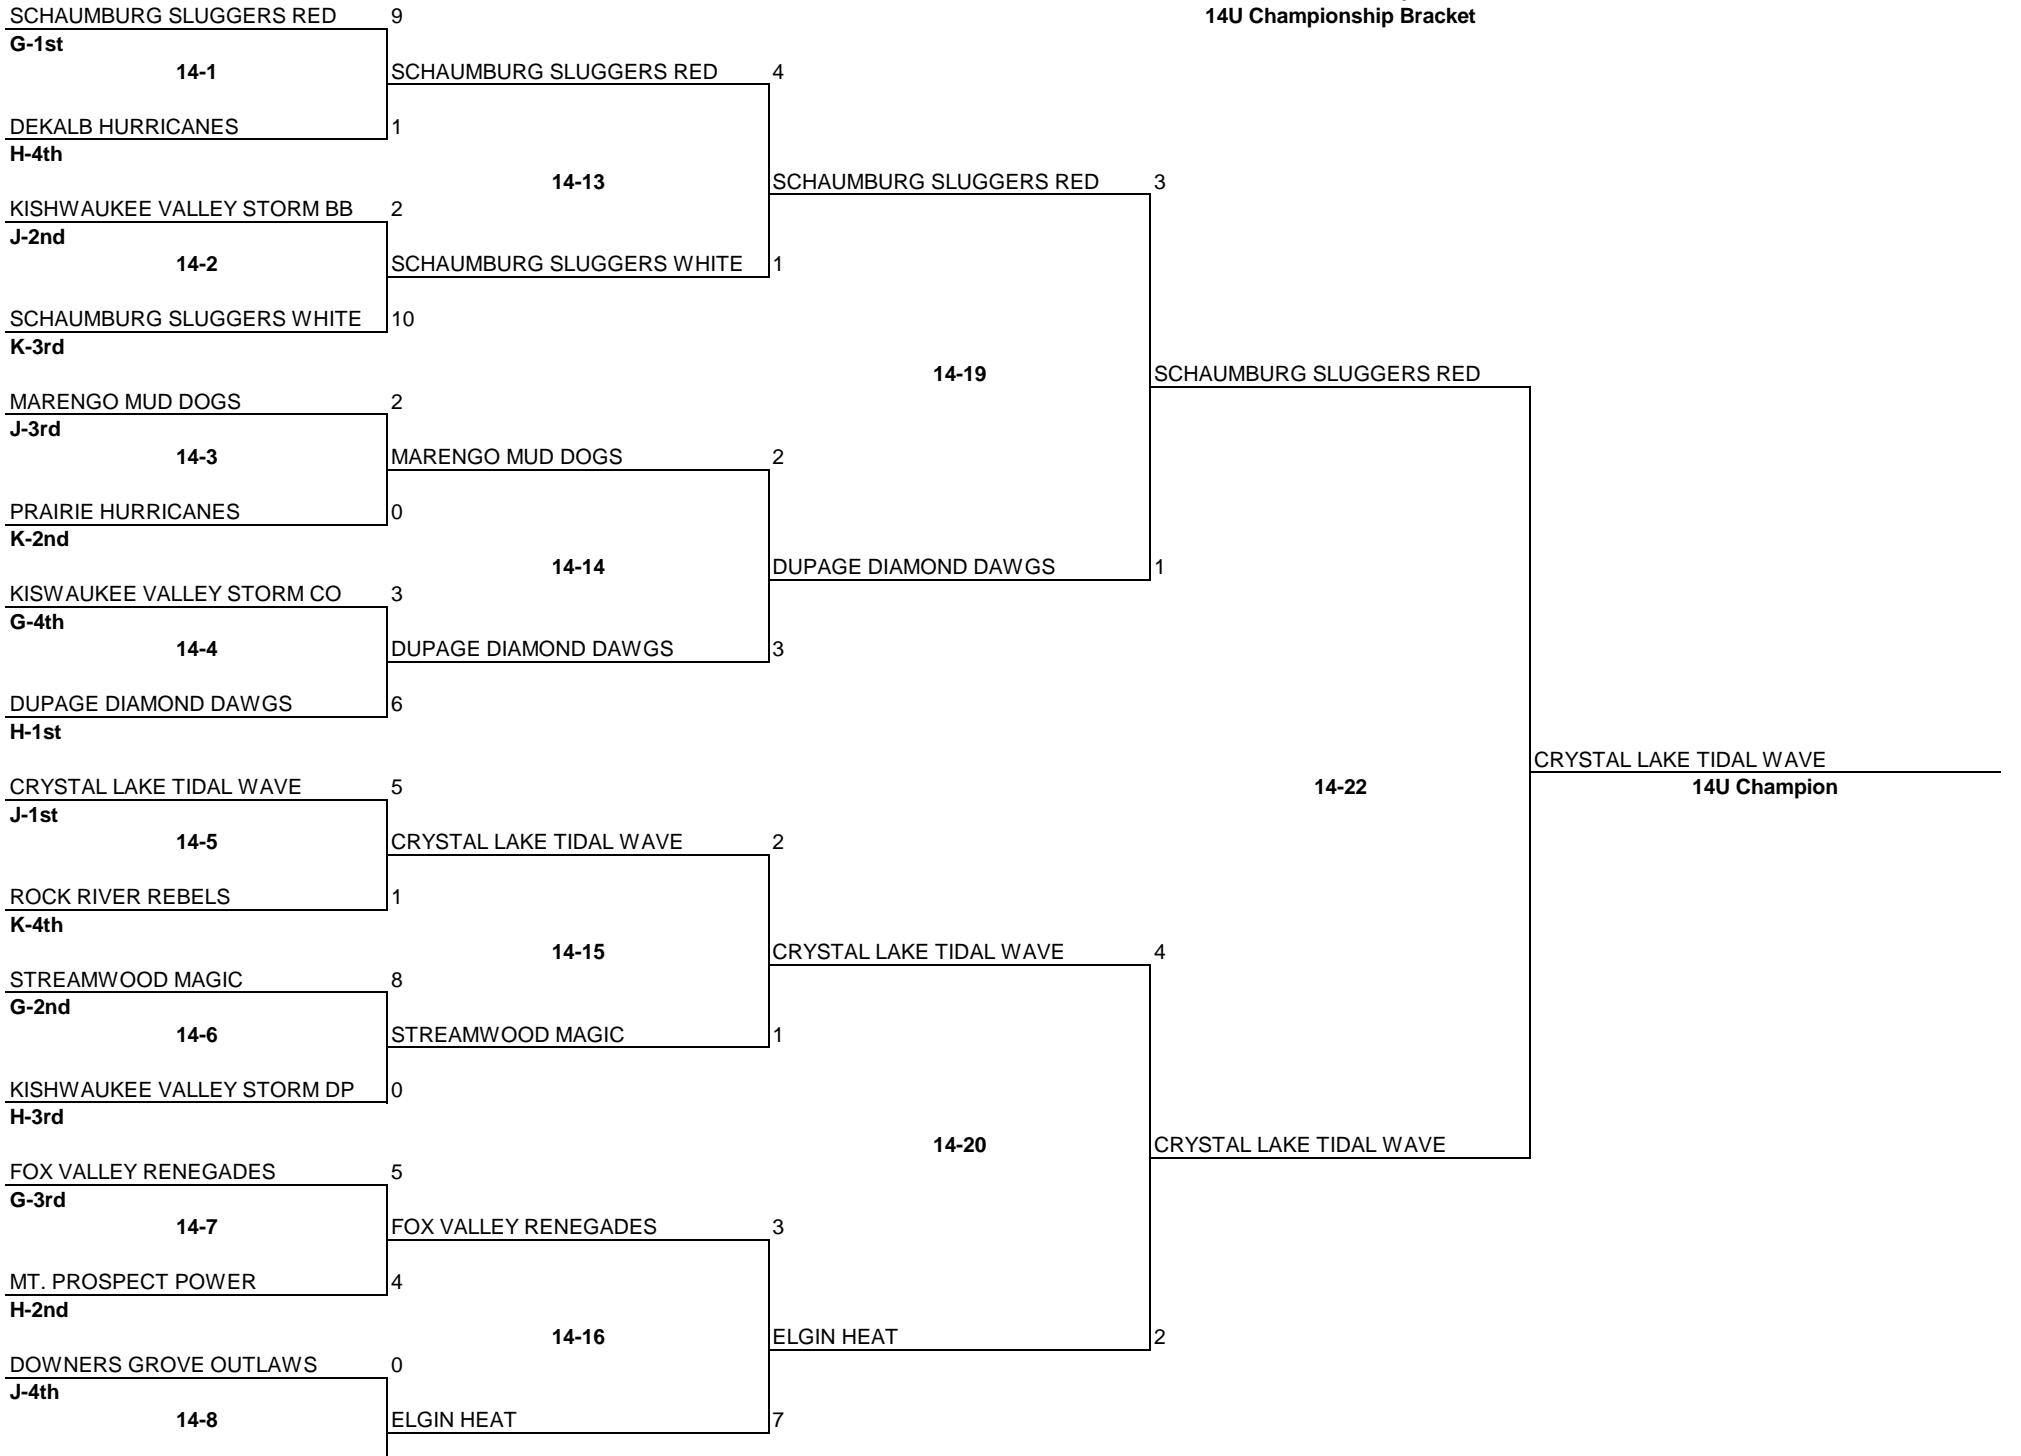 14U Championship Bracket
SCHAUMBURG SLUGGERS RED 9
G-1st
14-1 SCHAUMBURG SLUGGERS RED 4
DEKALB HURRICANES 1
H-4th
14-13 SCHAUMBURG SLUGGERS RED 3
KISHWAUKEE VALLEY STORM BB 2
J-2nd
14-2 SCHAUMBURG SLUGGERS WHITE 1
SCHAUMBURG SLUGGERS WHITE 10
K-3rd
14-19 SCHAUMBURG SLUGGERS RED
MARENGO MUD DOGS 2
J-3rd
14-3 MARENGO MUD DOGS 2
PRAIRIE HURRICANES 0
K-2nd
14-14 DUPAGE DIAMOND DAWGS 1
KISWAUKEE VALLEY STORM CO 3
G-4th
14-4 DUPAGE DIAMOND DAWGS 3
DUPAGE DIAMOND DAWGS 6
H-1st
CRYSTAL LAKE TIDAL WAVE
CRYSTAL LAKE TIDAL WAVE 5 14-22 14U Champion
J-1st
14-5 CRYSTAL LAKE TIDAL WAVE 2
ROCK RIVER REBELS 1
K-4th
14-15 CRYSTAL LAKE TIDAL WAVE 4
STREAMWOOD MAGIC 8
G-2nd
14-6 STREAMWOOD MAGIC 1
KISHWAUKEE VALLEY STORM DP 0
H-3rd
14-20 CRYSTAL LAKE TIDAL WAVE
FOX VALLEY RENEGADES 5
G-3rd
14-7 FOX VALLEY RENEGADES 3
MT. PROSPECT POWER 4
H-2nd
14-16 ELGIN HEAT 2
DOWNERS GROVE OUTLAWS 0
J-4th
14-8 ELGIN HEAT 7